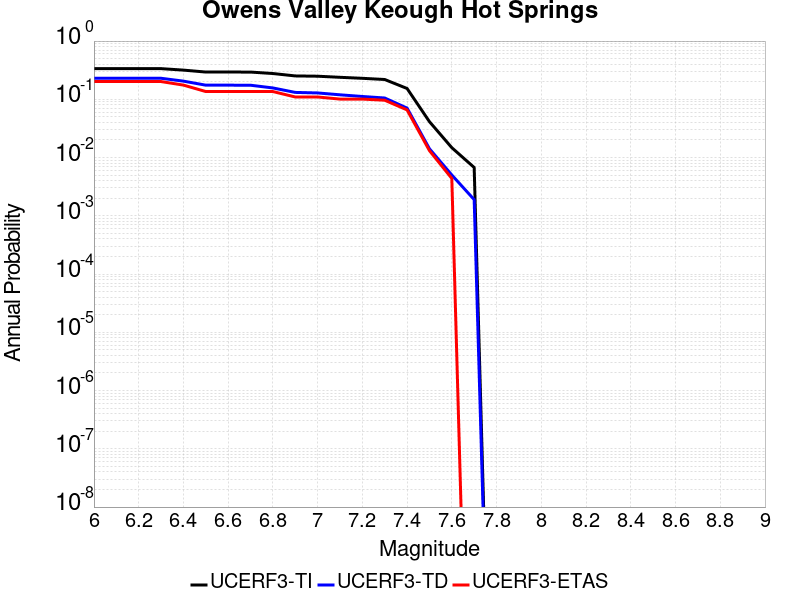 Owens Valley Keough Hot Springs
10^0
10^-1
10^-2
10^-3
10^-4
10^-5
10^-6
10^-7
10^-8
Annual Probability
6 6.2 6.4 6.6 6.8 7 7.2 7.4 7.6 7.8 8 8.2 8.4 8.6 8.8 9
Magnitude
UCERF3-TI UCERF3-TD UCERF3-ETAS